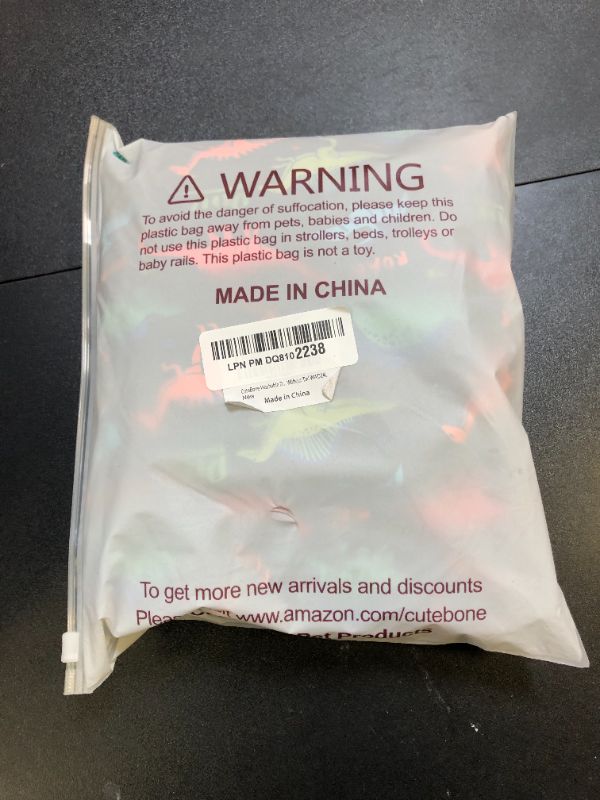 WARNING
To avoid the danger of suffocation, please keep this
plastic bag away from pets, babies and children. Do
not use this plastic bag in strollers, beds, trolleys or
baby rails. This plastic bag is not a toy.
MADE IN CHINA
LPN PM DQ8102238
Made in China
To get more new arrivals and discounts
www.amazon.com/cutebone
Pet Products